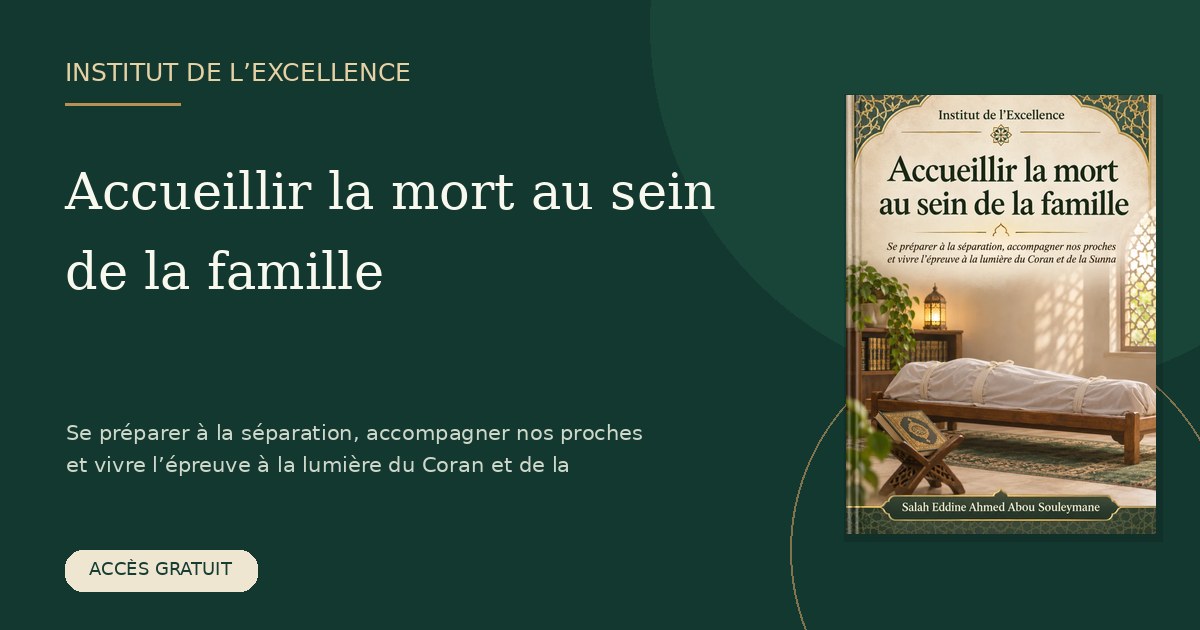 INSTITUT DE L’EXCELLENCE
Accueillir la mort au sein
de la famille
Se préparer à la séparation, accompagner nos proches
et vivre l’épreuve à la lumière du Coran et de la
ACCÈS GRATUIT
Institut de l’Excellence
Accueillir la mort
au sein de la famille
Se préparer à la séparation, accompagner nos proches
et vivre l’épreuve à la lumière du Coran et de la Sunna
Salah Eddine Ahmed Abou Souleymane